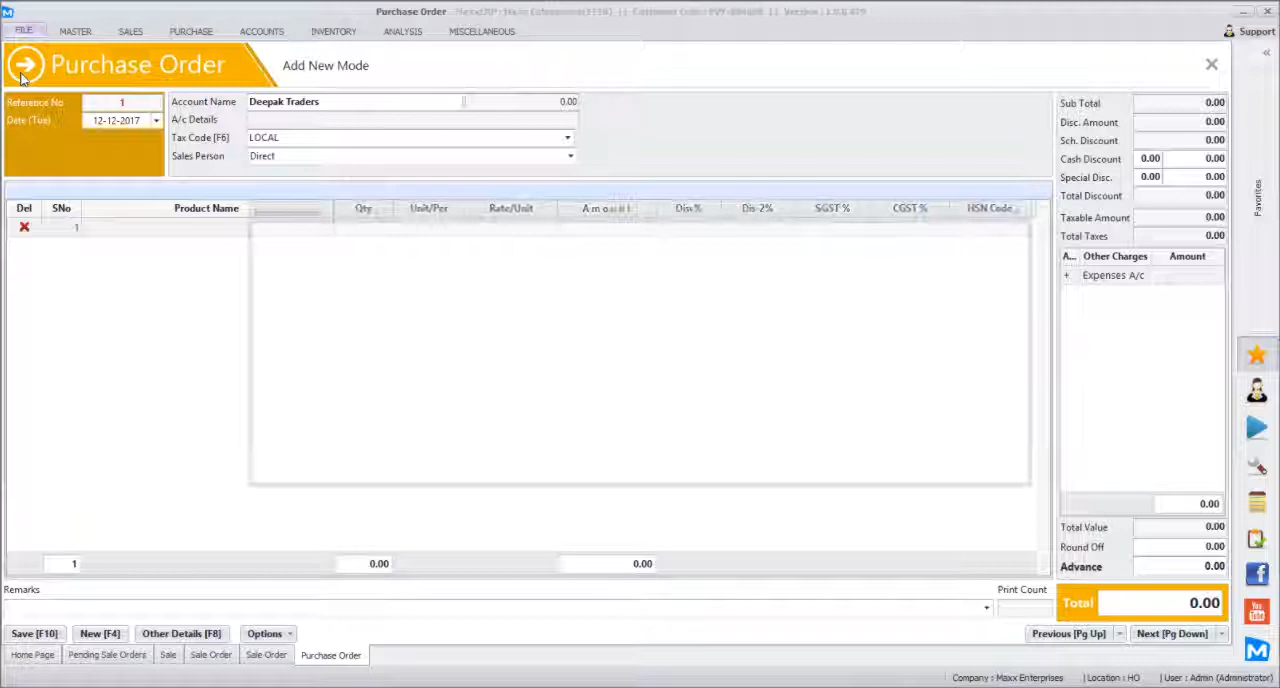 Purchase Order
FILE MASTER SALES PURCHASE ACCOUNTS INVENTORY ANALYSIS MISCELLANEOUS Support
Purchase Order Add New Mode
Reference No 1
Date (Tue) 12-12-2017
Account Name Deepak Traders 0.00
A/c Details
Tax Code [F6] LOCAL
Sales Person Direct
Sub Total 0.00
Disc. Amount 0.00
Sch. Discount 0.00
Cash Discount 0.00 0.00
Special Disc. 0.00 0.00
Total Discount 0.00
Taxable Amount 0.00
Total Taxes 0.00
Favorites
Del SNo Product Name Qty Unit/Per Rate/Unit Amount Dis% Dis-2% SGST % CGST % HSN Code
1
A... Other Charges Amount
+ Expenses A/c
0.00
Total Value 0.00
Round Off 0.00
Advance 0.00
1 0.00 0.00
Remarks Print Count
Total 0.00
Save [F10] New [F4] Other Details [F8] Options Previous [Pg Up] Next [Pg Down]
Home Page Pending Sale Orders Sale Sale Order Sale Order Purchase Order
You
Tube
Company : Maxx Enterprises | Location : HO | User : Admin (Administrator)